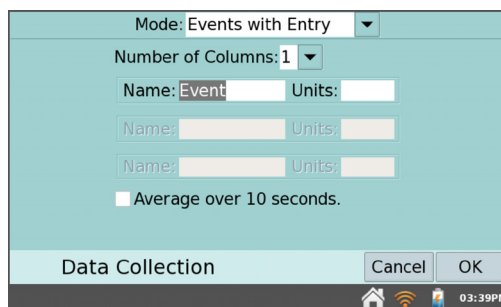 Mode: Events with Entry
Number of Columns: 1
Name: Event Units:
Name: Units:
Name: Units:
Average over 10 seconds.
Data Collection Cancel OK
03:39P